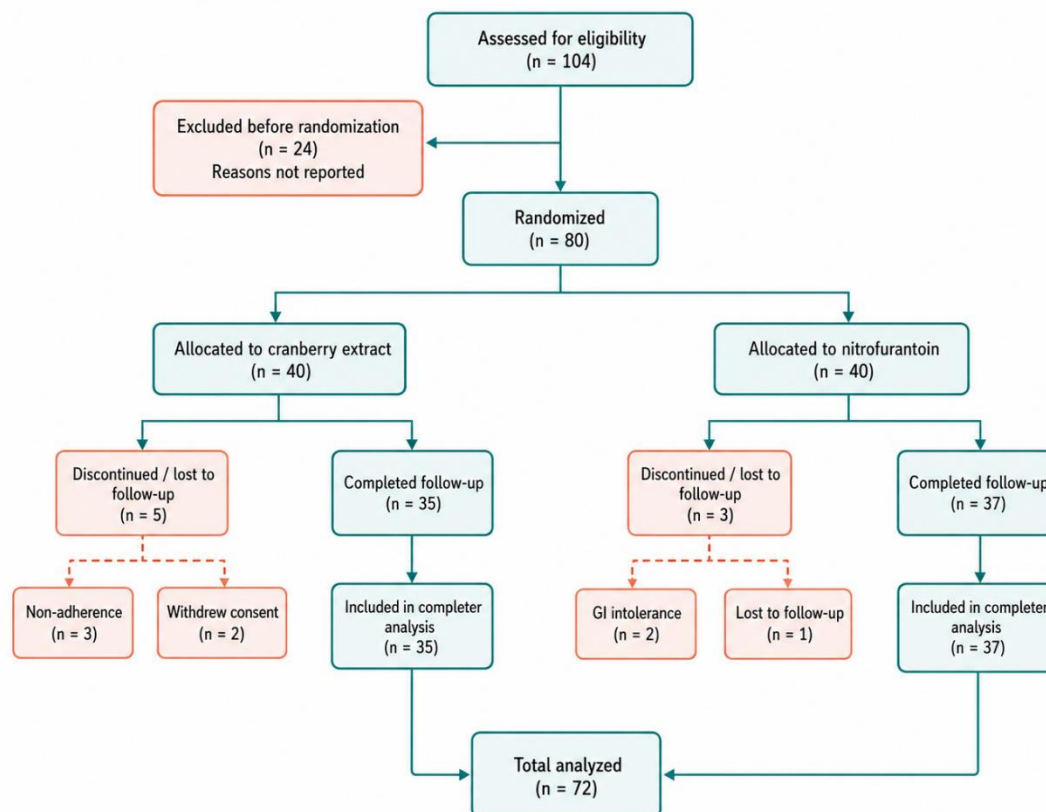 Assessed for eligibility
(n = 104)
Excluded before randomization
(n = 24)
Reasons not reported
Randomized
(n = 80)
Allocated to cranberry extract
(n = 40)
Allocated to nitrofurantoin
(n = 40)
Discontinued / lost to
follow-up
(n = 5)
Completed follow-up
(n = 35)
Discontinued / lost to
follow-up
(n = 3)
Completed follow-up
(n = 37)
Non-adherence
(n = 3)
Withdrew consent
(n = 2)
Included in completer
analysis
(n = 35)
GI intolerance
(n = 2)
Lost to follow-up
(n = 1)
Included in completer
analysis
(n = 37)
Total analyzed
(n = 72)